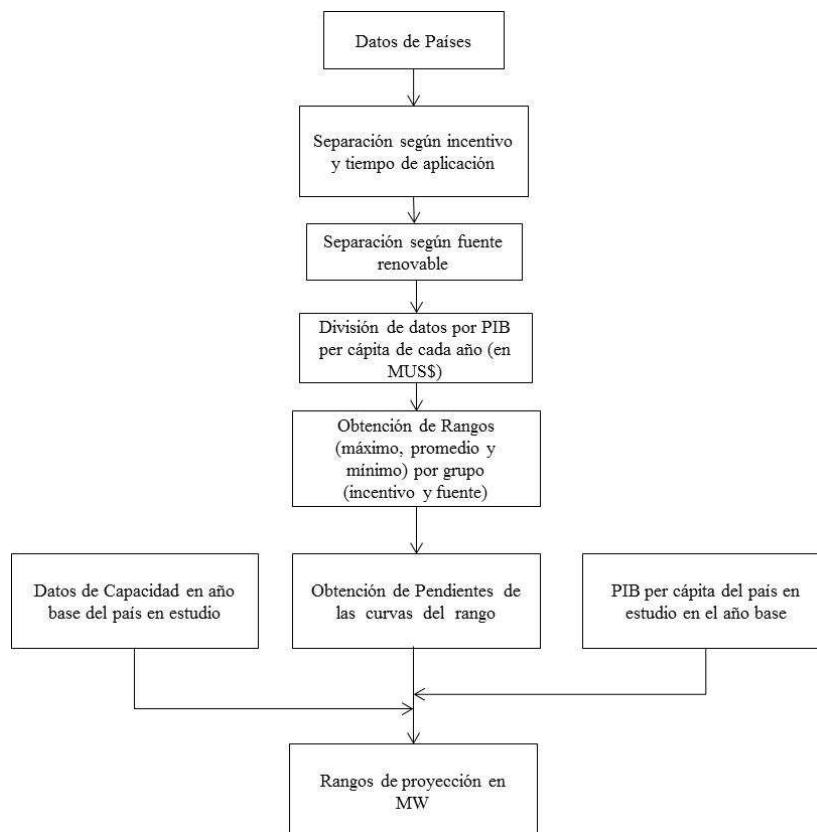 Datos de Países
Separación según incentivo
y tiempo de aplicación
Separación según fuente
renovable
División de datos por PIB
per cápita de cada año (en
MUS$)
Obtención de Rangos
(máximo, promedio y
mínimo) por grupo
(incentivo y fuente)
Datos de Capacidad en año
base del país en estudio
Obtención de Pendientes de
las curvas del rango
PIB per cápita del país en
estudio en el año base
Rangos de proyección en
MW